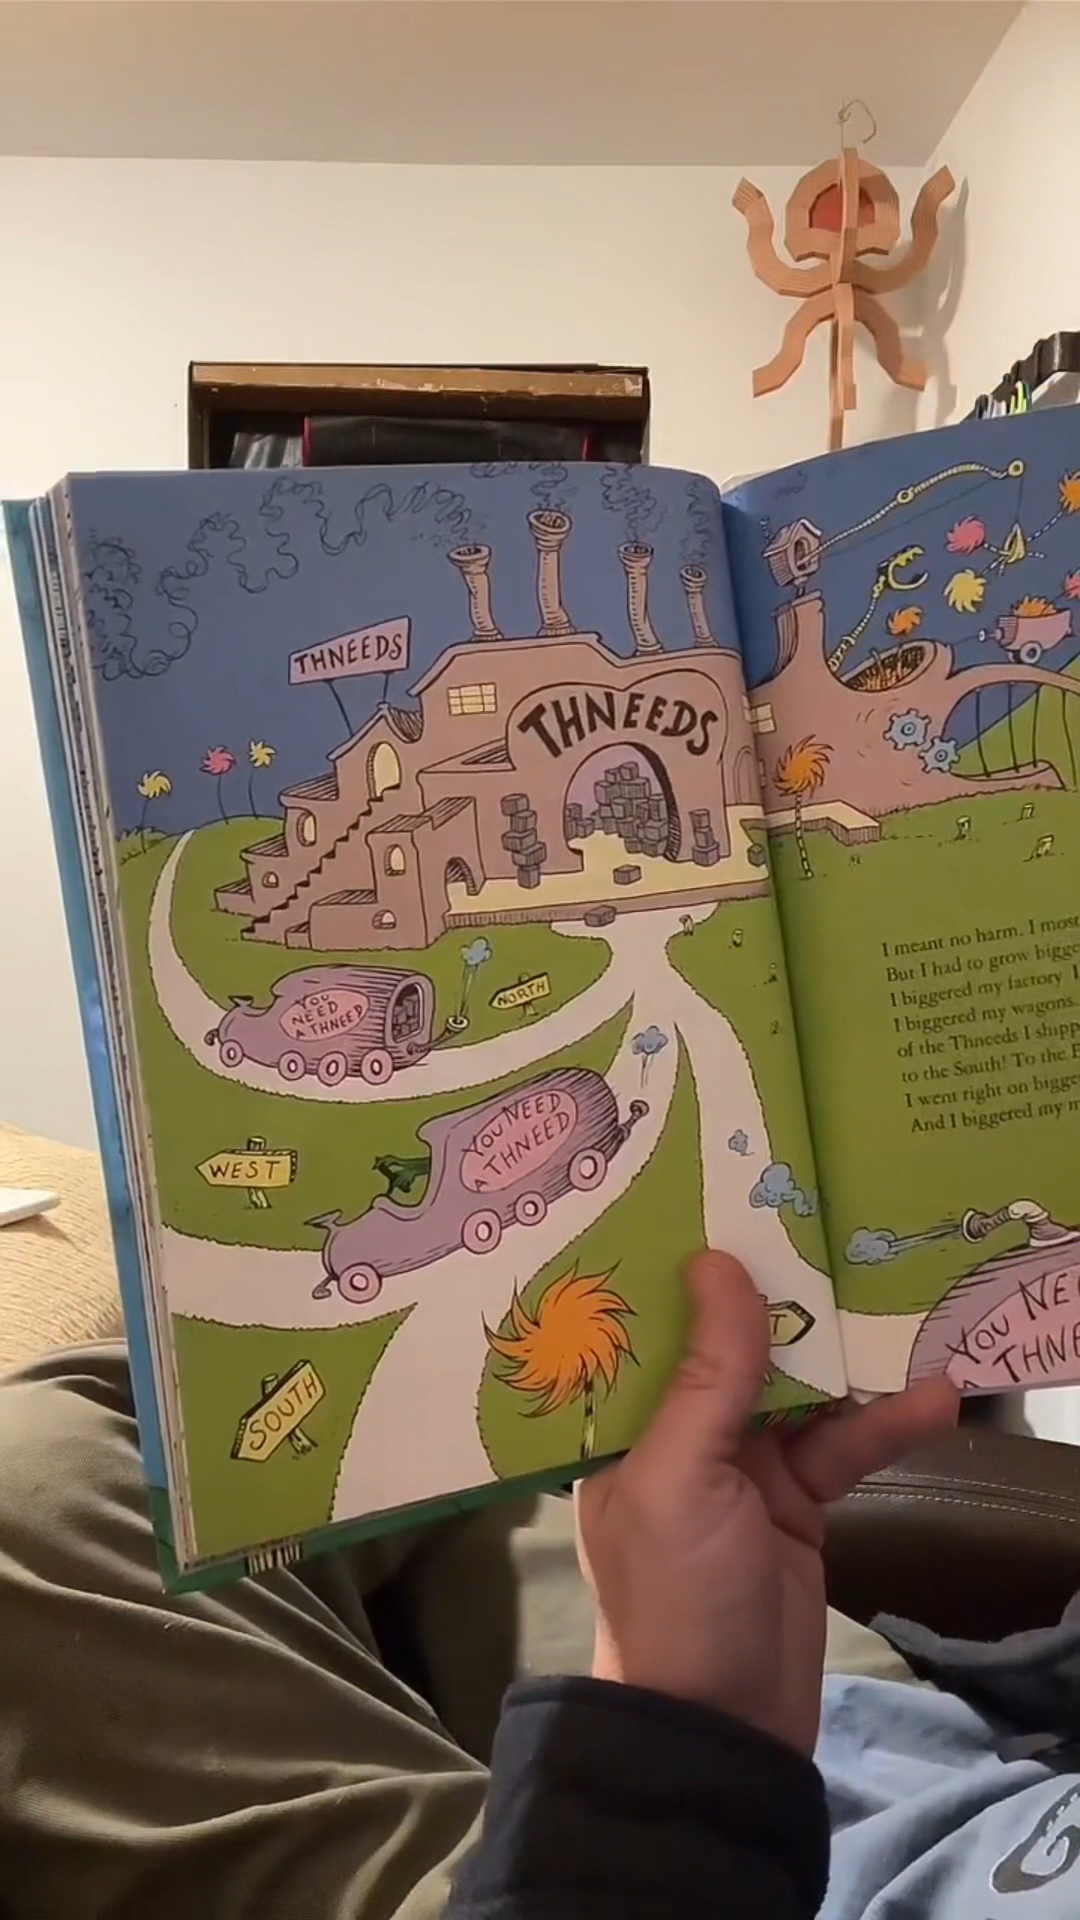 THNEEDS
THNEEDS
YOU
NEED
A THNEED
NORTH
YOU NEED
A THNEED
WEST
SOUTH
I meant no harm. I most
But I had to grow bigge
I biggered my factory. I
I biggered my wagons.
of the Thneeds I shipp
to the South! To the E
I went right on bigge
And I biggered my m
YOU NE
A THNE